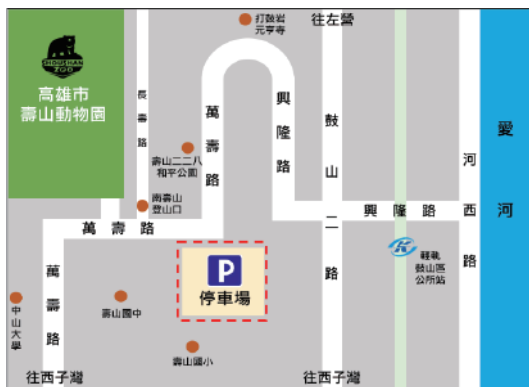 打鼓岩
元亨寺
往左營
SHOUSHAN
ZOO
高雄市
壽山動物園
長壽路
萬壽路
興隆路
鼓山二路
愛河
河西路
壽山二二八
和平公園
南壽山
登山口
萬壽路
興隆路
輕軌
鼓山區
公所站
P
停車場
萬壽路
中山大學
壽山國中
壽山國小
往西子灣
往西子灣